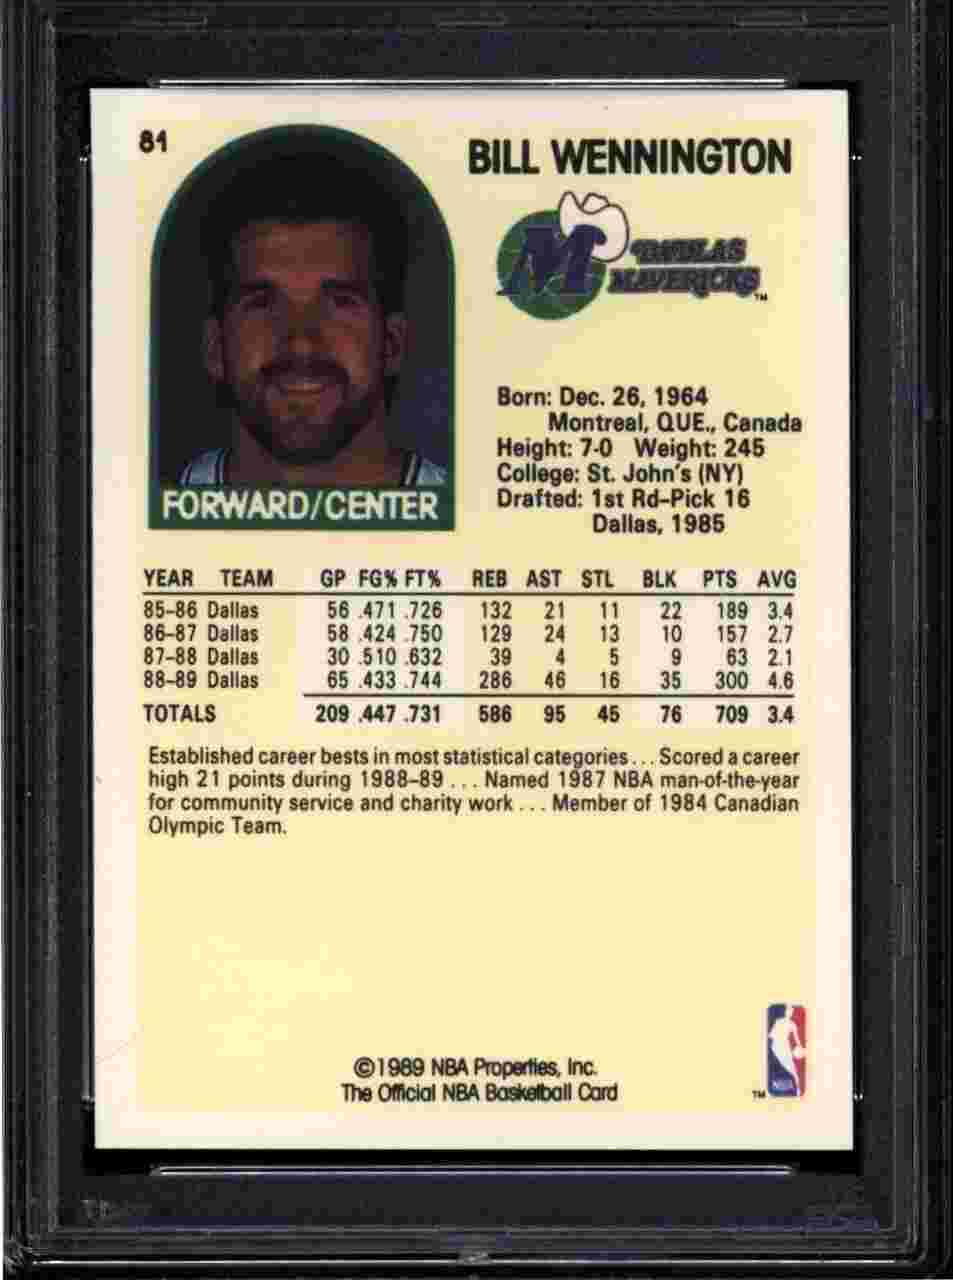 81
BILL WENNINGTON
DALLAS
MAVERICKS
TM
Born: Dec. 26, 1964
Montreal, QUE., Canada
Height: 7-0 Weight: 245
College: St. John's (NY)
Drafted: 1st Rd-Pick 16
Dallas, 1985
FORWARD/CENTER
YEAR TEAM GP FG% FT% REB AST STL BLK PTS AVG
85-86 Dallas 56 .471 .726 132 21 11 22 189 3.4
86-87 Dallas 58 .424 .750 129 24 13 10 157 2.7
87-88 Dallas 30 .510 .632 39 4 5 9 63 2.1
88-89 Dallas 65 .433 .744 286 46 16 35 300 4.6
TOTALS 209 .447 .731 586 95 45 76 709 3.4
Established career bests in most statistical categories... Scored a career
high 21 points during 1988-89 ... Named 1987 NBA man-of-the-year
for community service and charity work ... Member of 1984 Canadian
Olympic Team.
©1989 NBA Properties, Inc.
The Official NBA Basketball Card
TM
NBA